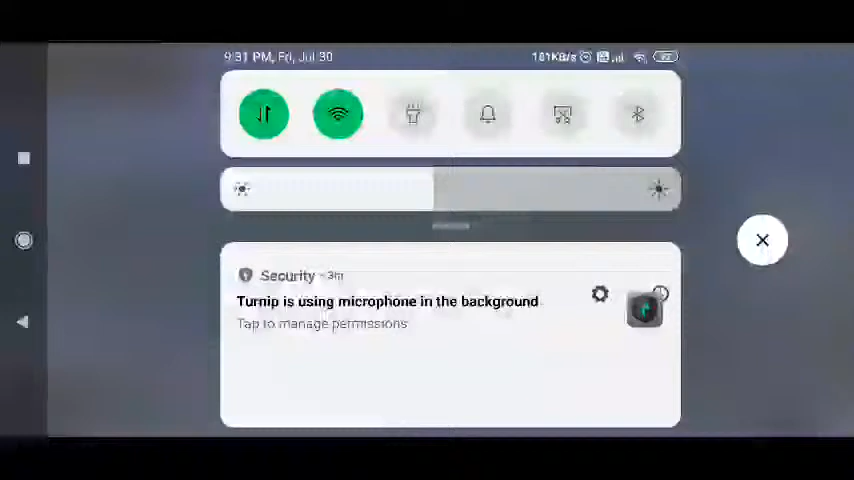 9:31 PM, Fri, Jul 30
181KB/s
Security • 3m
Turnip is using microphone in the background
Tap to manage permissions